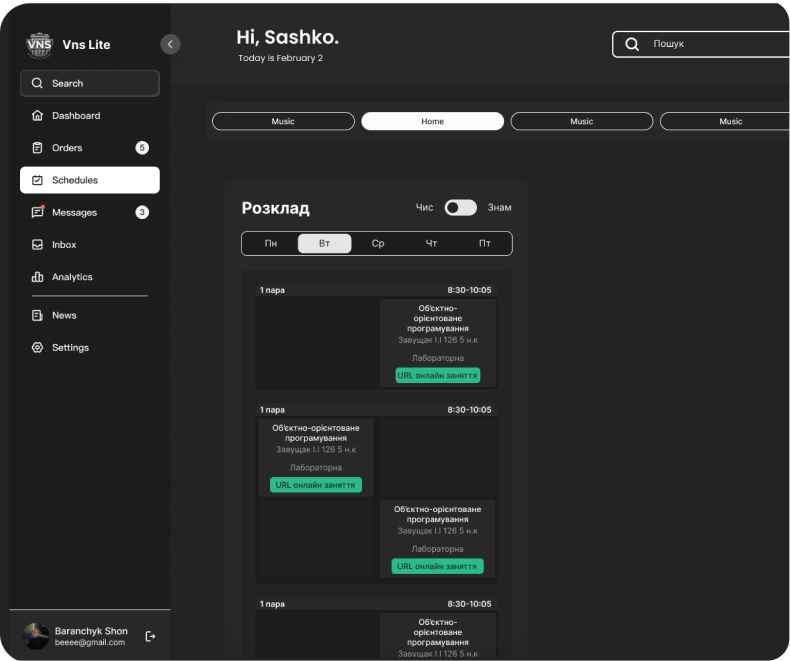 VNS
Vns Lite
Search
Dashboard
Orders
5
Schedules
Messages
3
Inbox
Analytics
News
Settings
Baranchyk Shon
beeee@gmail.com
Hi, Sashko.
Today is February 2
Пошук
Music
Home
Music
Music
Розклад
Чис
Знам
Пн
Вт
Ср
Чт
Пт
1 пара
8:30-10:05
Об'єктно-
орієнтоване
програмування
Завущак І.І 126 5 н.к
Лабораторна
URL онлайн заняття
1 пара
8:30-10:05
Об'єктно-орієнтоване
програмування
Завущак І.І 126 5 н.к
Лабораторна
URL онлайн заняття
Об'єктно-орієнтоване
програмування
Завущак І.І 126 5 н.к
Лабораторна
URL онлайн заняття
1 пара
8:30-10:05
Об'єктно-
орієнтоване
програмування
Завущак І.І 126 5 н.к